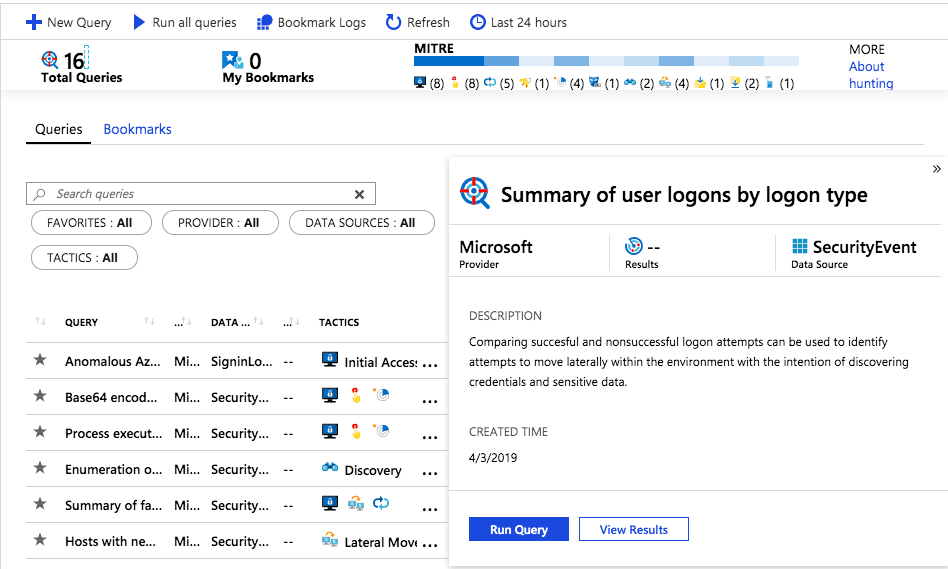 New Query Run all queries Bookmark Logs Refresh Last 24 hours
16
Total Queries
0
My Bookmarks
MITRE
(8) (8) (5) (1) (4) (1) (2) (4) (1) (2) (1)
MORE
About
hunting
Queries Bookmarks
Search queries
FAVORITES : All PROVIDER : All DATA SOURCES : All
TACTICS : All
QUERY ... DATA ... ... TACTICS
Anomalous Az... Mi... SigninLo... -- Initial Access ...
Base64 encod... Mi... Security... -- ...
Process execut... Mi... Security... -- ...
Enumeration o... Mi... Security... -- Discovery ...
Summary of fa... Mi... Security... -- ...
Hosts with ne... Mi... Security... -- Lateral Move ...
»
Summary of user logons by logon type
Microsoft
Provider
--
Results
SecurityEvent
Data Source
DESCRIPTION
Comparing succesful and nonsuccessful logon attempts can be used to identify
attempts to move laterally within the environment with the intention of discovering
credentials and sensitive data.
CREATED TIME
4/3/2019
Run Query View Results